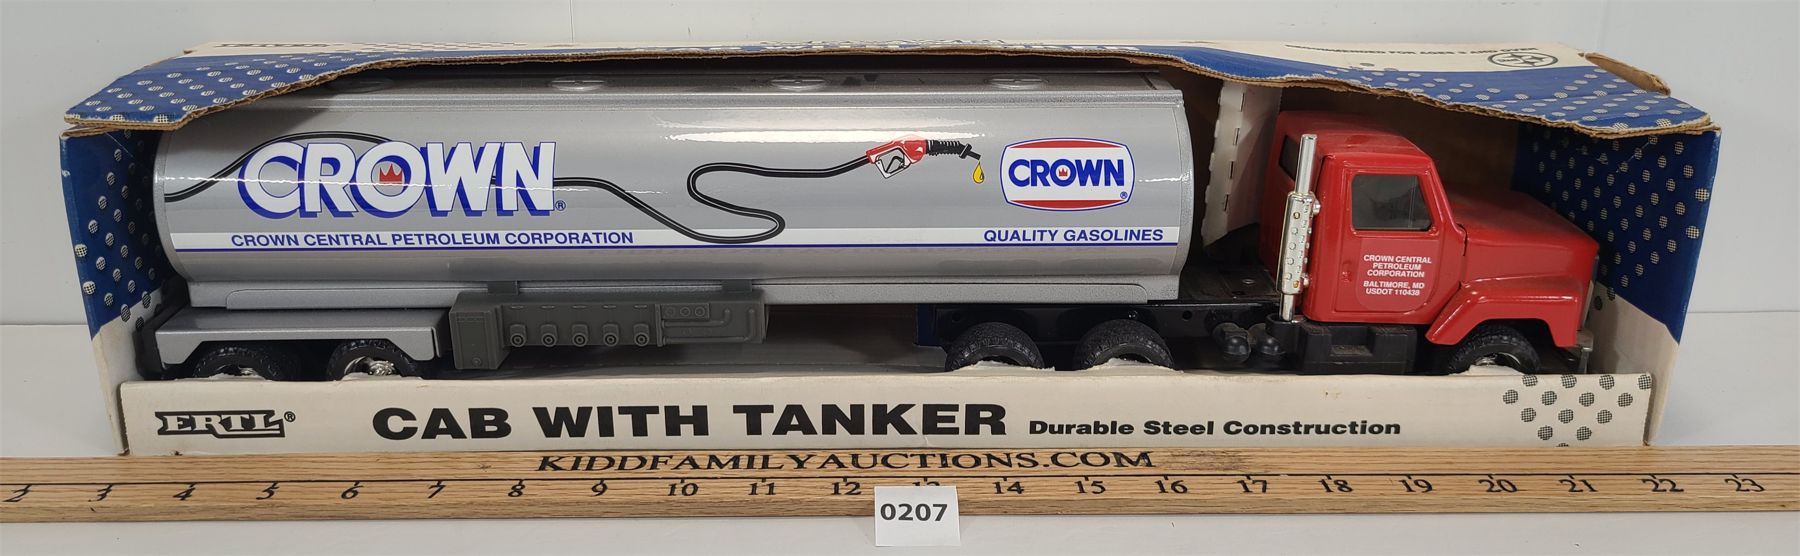 ERTL
CROWN®
CROWN CENTRAL PETROLEUM CORPORATION
CROWN®
QUALITY GASOLINES
CROWN CENTRAL
PETROLEUM
CORPORATION
BALTIMORE, MD
USDOT 110438
ERTL® CAB WITH TANKER Durable Steel Construction
KIDDFAMILYAUCTIONS.COM
2 3 4 5 6 7 8 9 10 11 12 13 14 15 16 17 18 19 20 21 22 23
0207